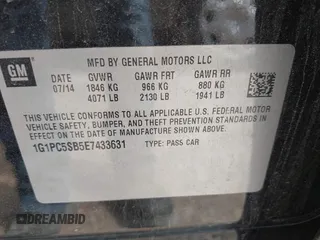 GM
MFD BY GENERAL MOTORS LLC
DATE GVWR GAWR FRT GAWR RR
07/14 1846 KG 966 KG 880 KG
4071 LB 2130 LB 1941 LB
THIS VEHICLE CONFORMS TO ALL APPLICABLE U.S. FEDERAL MOTOR
VEHICLE SAFETY, BUMPER, AND THEFT PREVENTION STANDARDS
IN EFFECT ON THE DATE OF MANUFACTURE SHOWN ABOVE.
1G1PC5SB5E7433631 TYPE: PASS CAR
DREAMBID